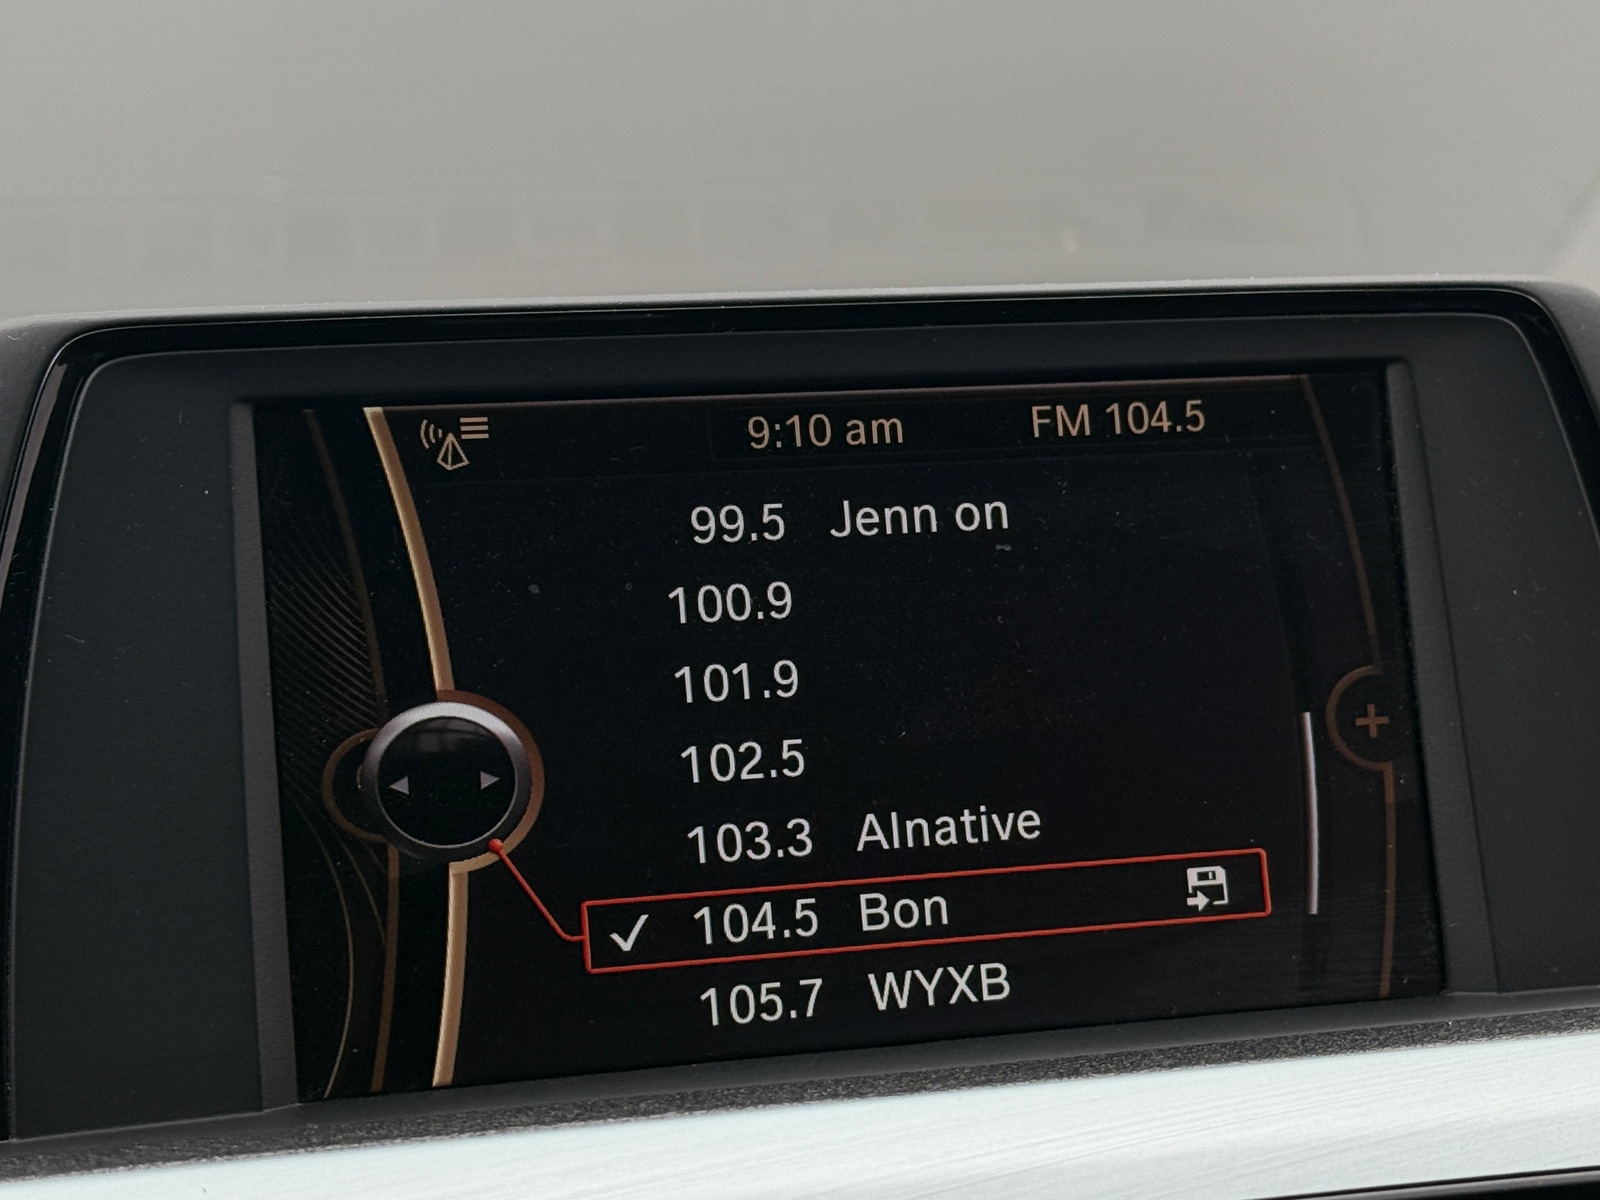 9:10 am FM 104.5
99.5 Jenn on
100.9
101.9
102.5
103.3 Alnative
104.5 Bon
105.7 WYXB